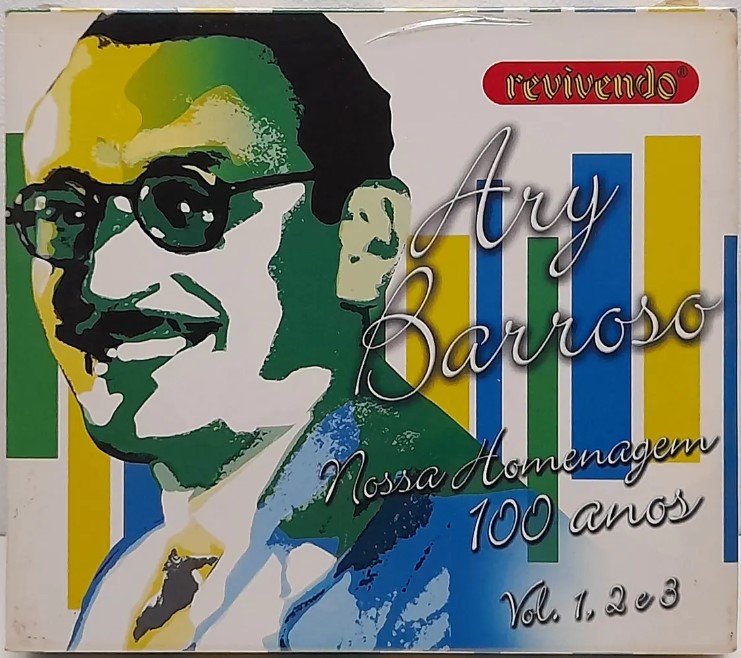 revivendo®
Ary
Barroso
Nossa Homenagem
100 anos
Vol. 1, 2 e 3